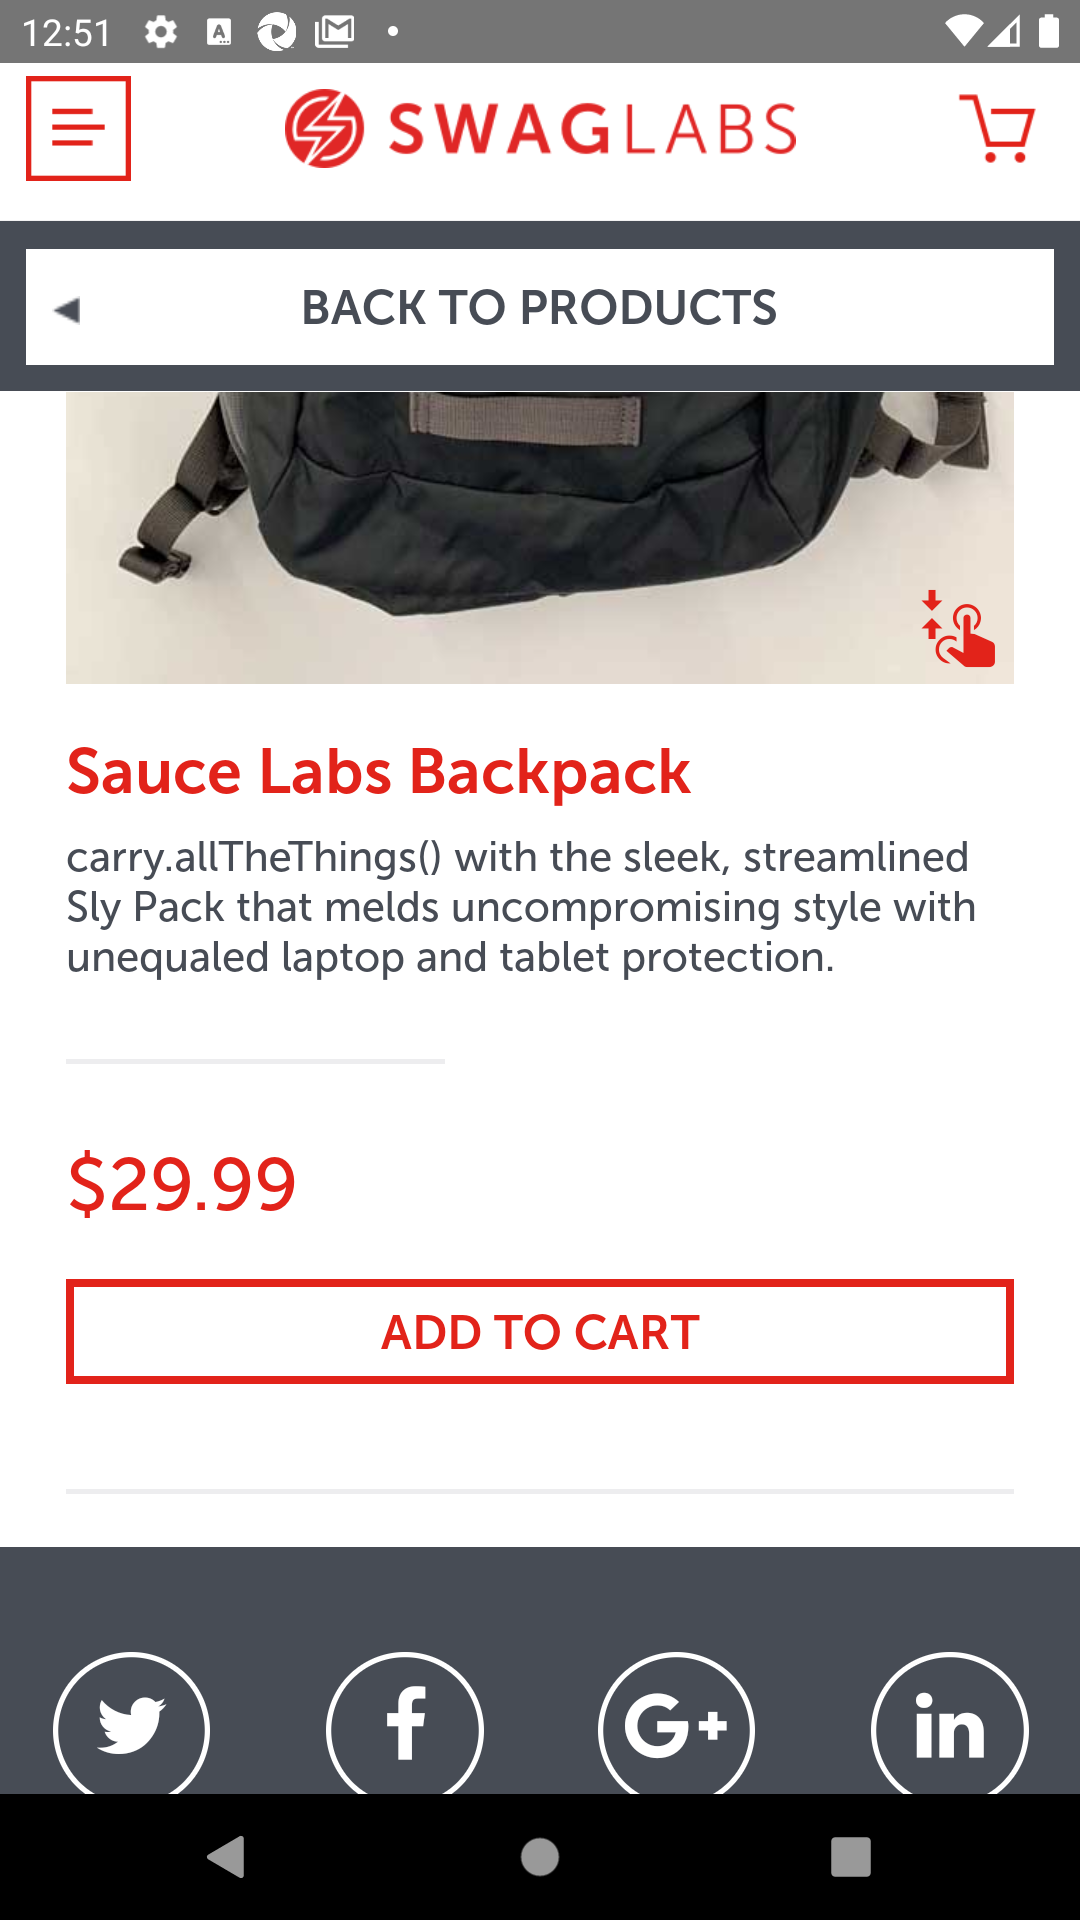 12:51
SWAGLABS
BACK TO PRODUCTS
Sauce Labs Backpack
carry.allTheThings() with the sleek, streamlined
Sly Pack that melds uncompromising style with
unequaled laptop and tablet protection.
$29.99
ADD TO CART